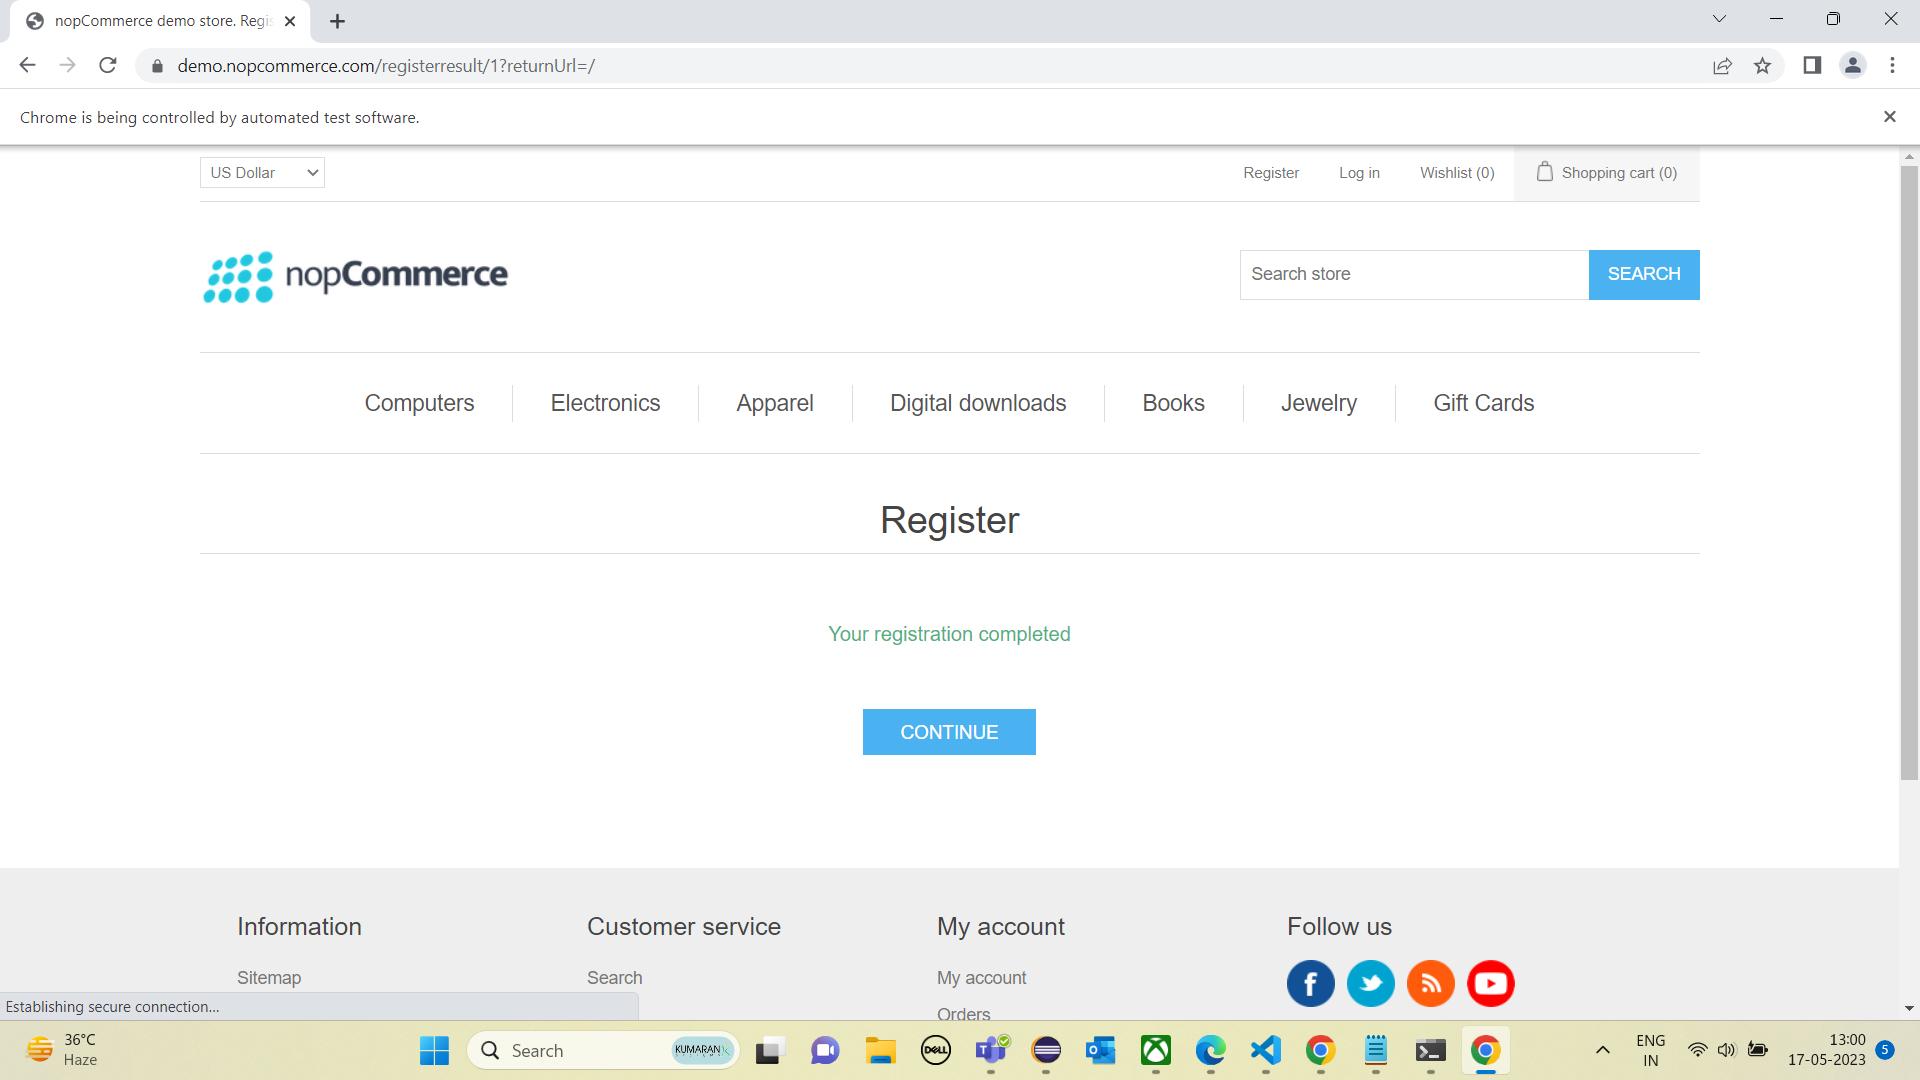 nopCommerce demo store. Regis
demo.nopcommerce.com/registerresult/1?returnUrl=/
Chrome is being controlled by automated test software.
US Dollar
Register
Log in
Wishlist (0)
Shopping cart (0)
nopCommerce
Search store
SEARCH
Computers
Electronics
Apparel
Digital downloads
Books
Jewelry
Gift Cards
Register
Your registration completed
CONTINUE
Information
Sitemap
Customer service
Search
My account
My account
Orders
Follow us
Establishing secure connection...
36°C
Haze
Search
KUMARAN
SYSTEMS
DELL
ENG
IN
13:00
17-05-2023
5